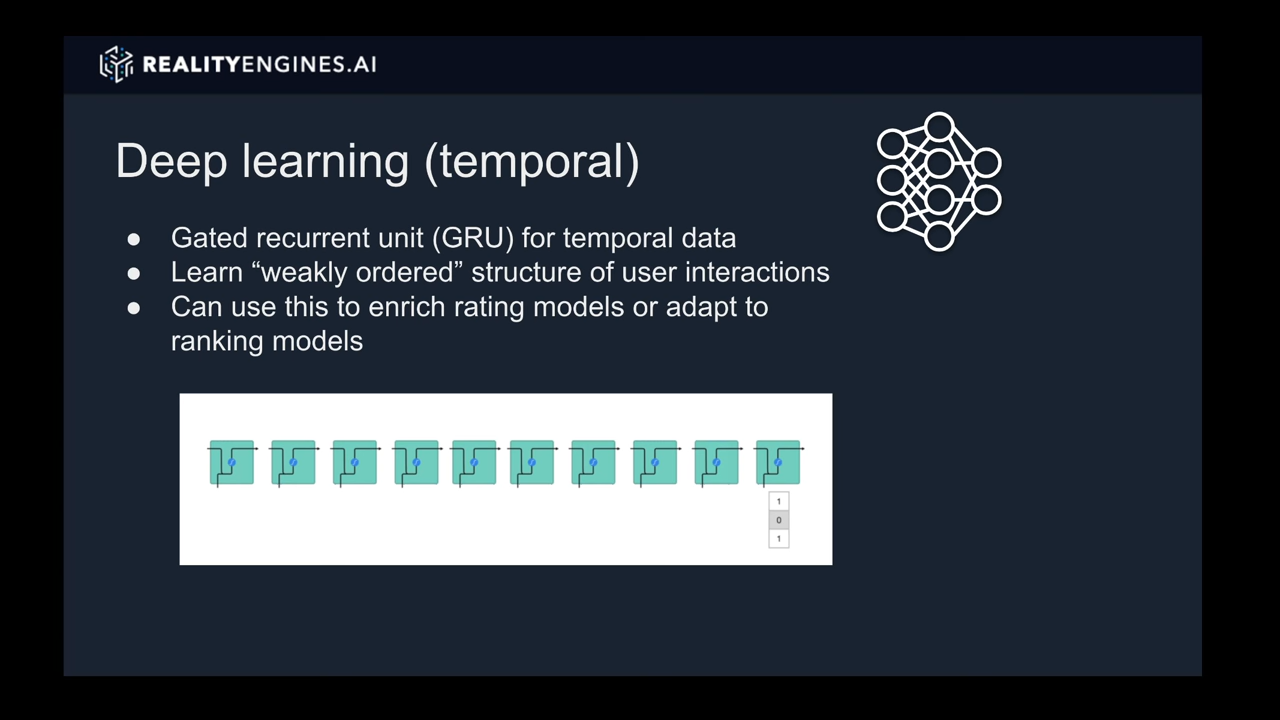 REALITYENGINES.AI
Deep learning (temporal)
● Gated recurrent unit (GRU) for temporal data
● Learn “weakly ordered” structure of user interactions
● Can use this to enrich rating models or adapt to
ranking models
1
0
1